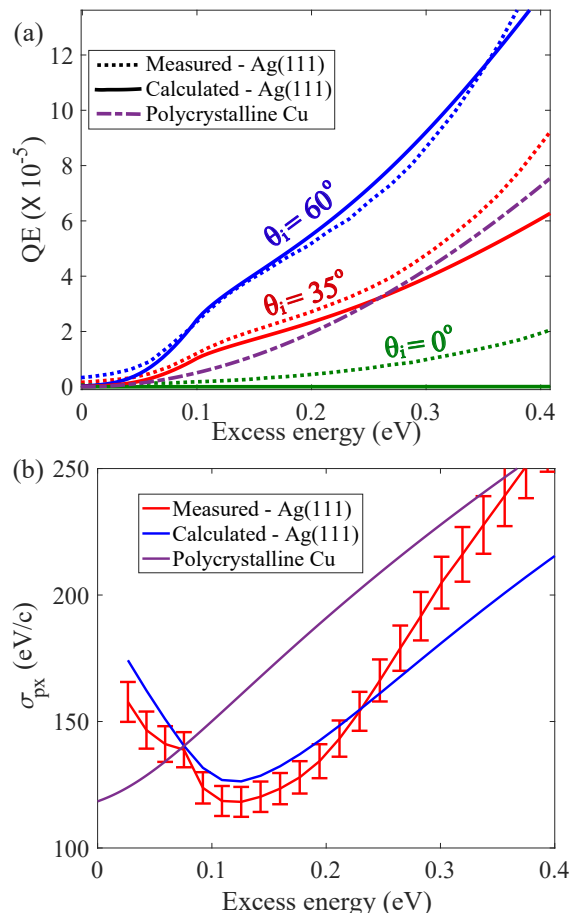 (a)
12
10
8
6
4
2
0
QE (X 10⁻⁵)
Measured - Ag(111)
Calculated - Ag(111)
Polycrystalline Cu
θᵢ= 60°
θᵢ= 35°
θᵢ= 0°
0 0.1 0.2 0.3 0.4
Excess energy (eV)
(b)
250
200
150
100
σₚₓ (eV/c)
Measured - Ag(111)
Calculated - Ag(111)
Polycrystalline Cu
0 0.1 0.2 0.3 0.4
Excess energy (eV)